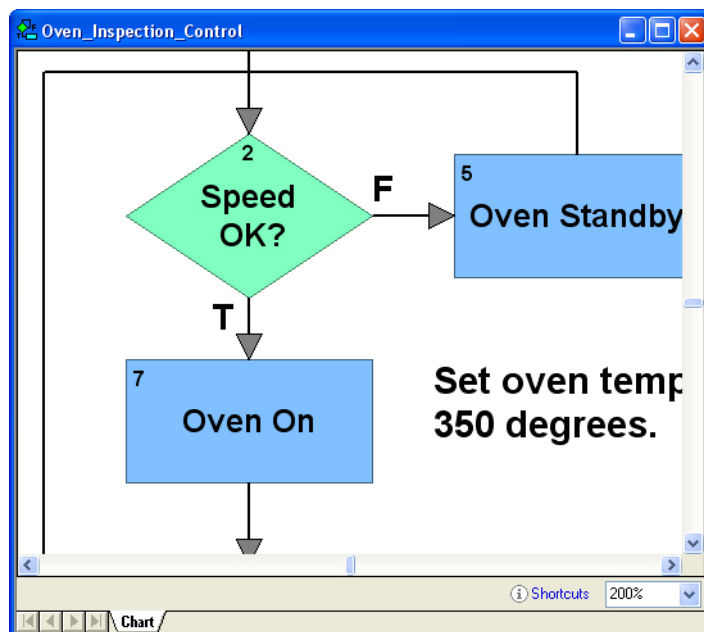 Oven_Inspection_Control
2
Speed
OK?
F
5
Oven Standby
T
7
Oven On
Set oven temp
350 degrees.
Shortcuts
200%
Chart